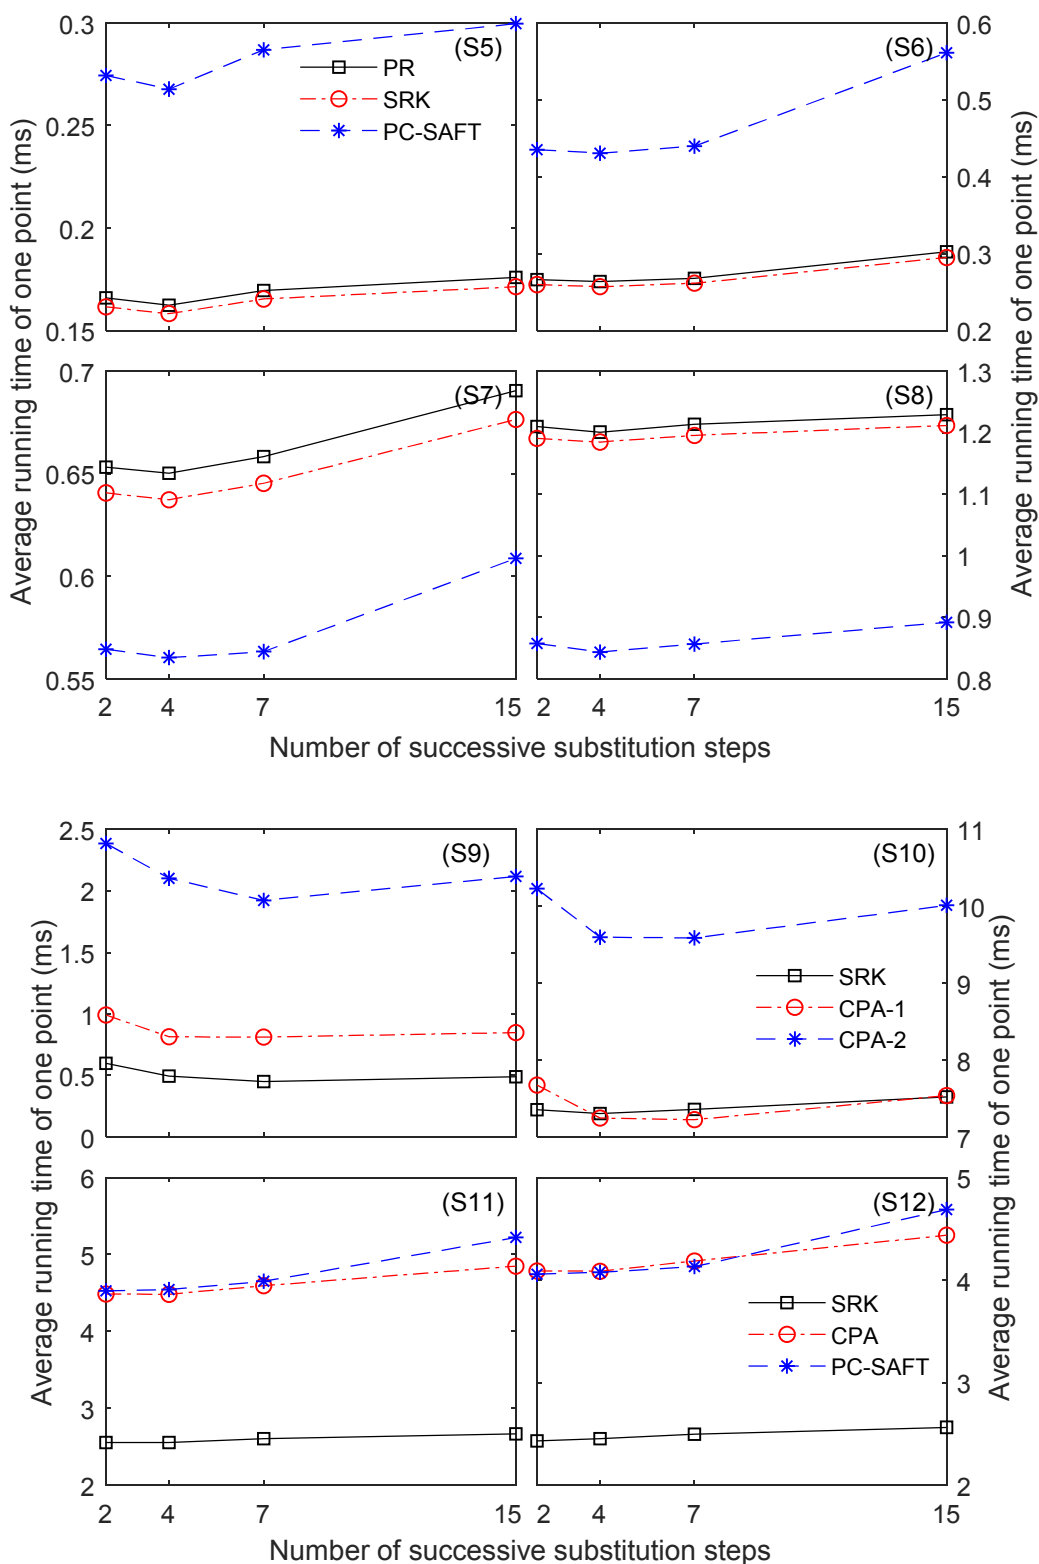 Average running time of one point (ms)
0.3
0.25
0.2
0.15
(S5)
PR
SRK
PC-SAFT
(S6)
0.6
0.5
0.4
0.3
0.2
Average running time of one point (ms)
0.7
0.65
0.6
0.55
(S7)
(S8)
1.3
1.2
1.1
1
0.9
0.8
2 4 7 15
2 4 7 15
Number of successive substitution steps
Average running time of one point (ms)
2.5
2
1.5
1
0.5
0
(S9)
(S10)
SRK
CPA-1
CPA-2
11
10
9
8
7
Average running time of one point (ms)
6
5
4
3
2
(S11)
(S12)
SRK
CPA
PC-SAFT
5
4
3
2
2 4 7 15
2 4 7 15
Number of successive substitution steps